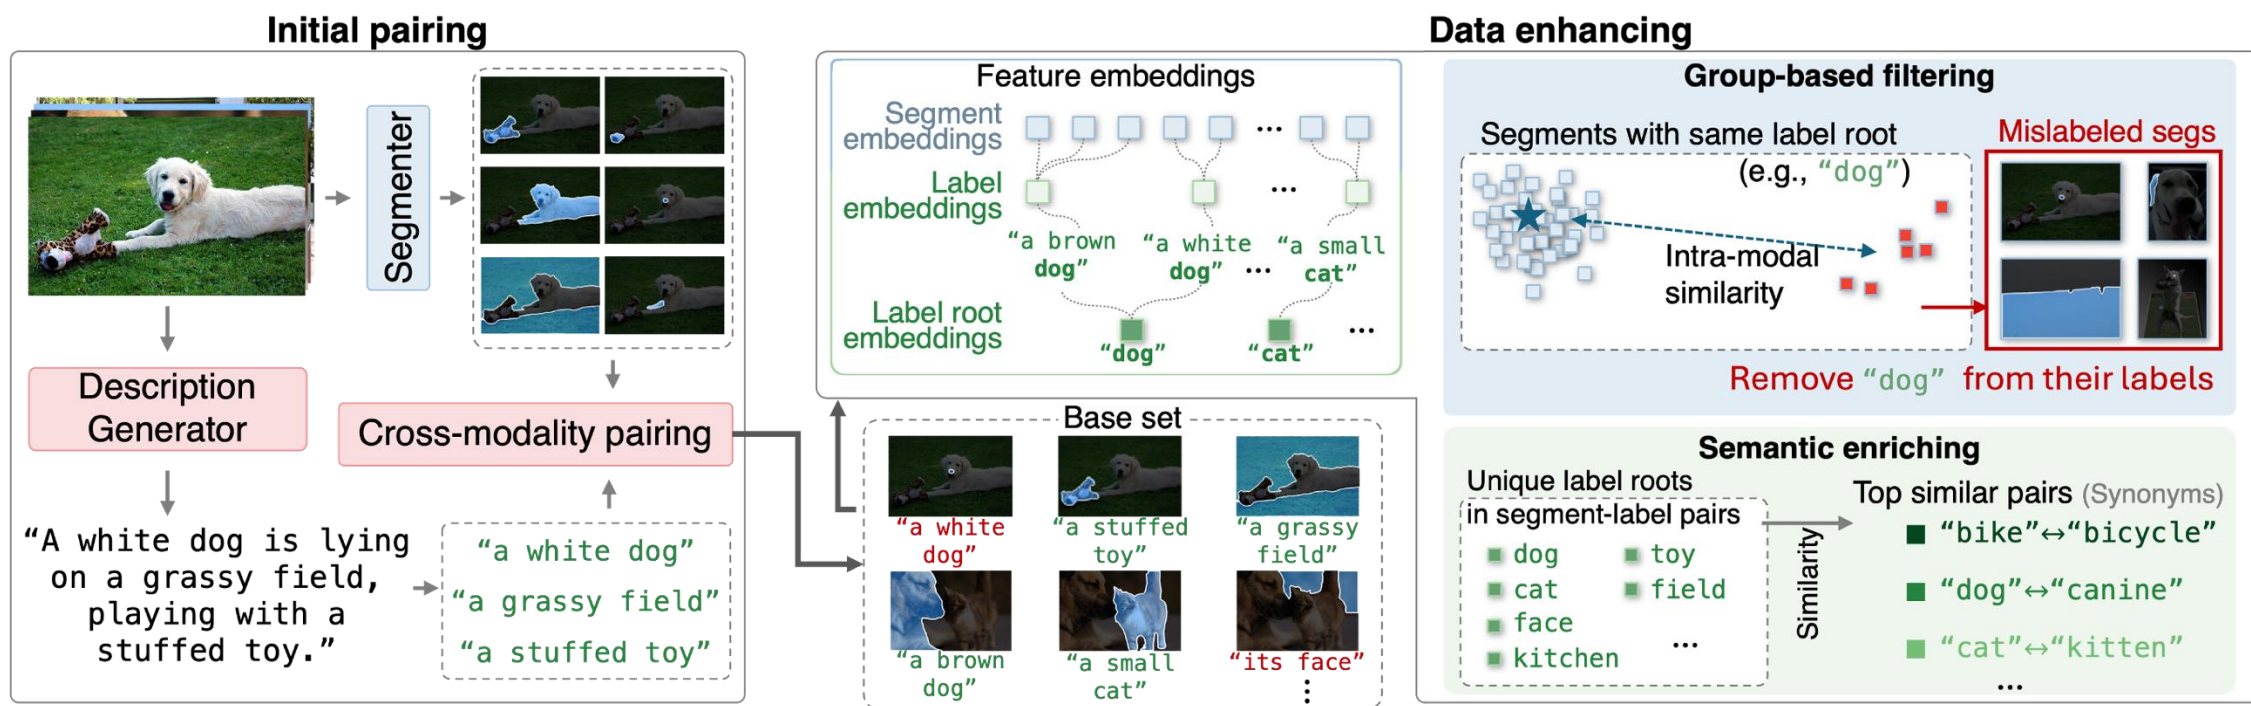 Initial pairing
Segmenter
Description
Generator
Cross-modality pairing
“A white dog is lying
on a grassy field,
playing with a
stuffed toy.”
“a white dog”
“a grassy field”
“a stuffed toy”
Data enhancing
Feature embeddings
Segment
embeddings
...
Label
embeddings
...
“a brown
dog”
“a white
dog”
...
“a small
cat”
Label root
embeddings
“dog”
“cat”
...
Base set
“a white
dog”
“a stuffed
toy”
“a grassy
field”
“a brown
dog”
“a small
cat”
“its face”
⋮
Group-based filtering
Segments with same label root
(e.g., “dog”)
Intra-modal
similarity
Mislabeled segs
Remove “dog” from their labels
Semantic enriching
Unique label roots
in segment-label pairs
dog
cat
face
kitchen
toy
field
...
Similarity
Top similar pairs (Synonyms)
“bike”↔“bicycle”
“dog”↔“canine”
“cat”↔“kitten”
...